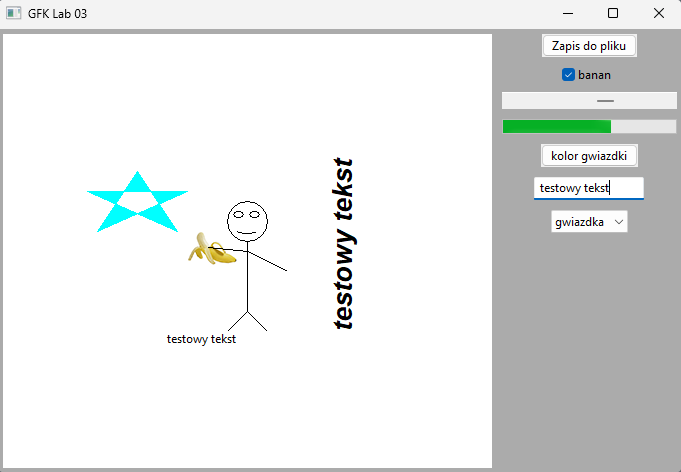 GFK Lab 03
Zapis do pliku
banan
kolor gwiazdki
testowy tekst
gwiazdka
testowy tekst
testowy tekst